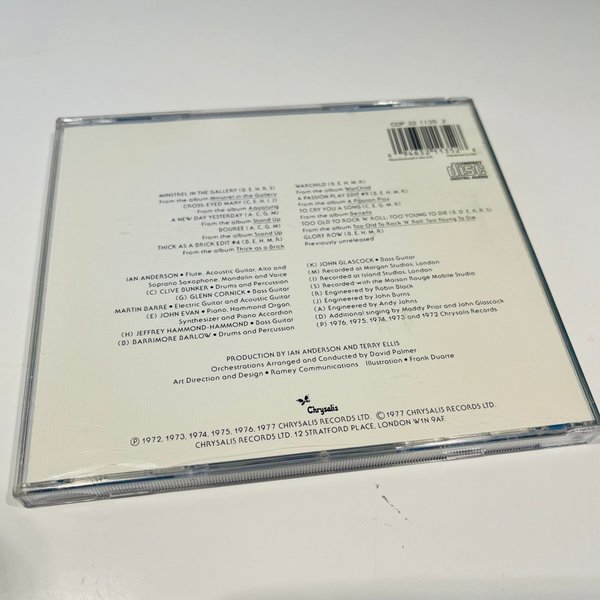 CDP 32 1135 2
0 94632 11352 6
COMPACT
disc
DIGITAL AUDIO
MINSTREL IN THE GALLERY (B, E, H, R, S)
From the album Minstrel in the Gallery
CROSS-EYED MARY (C, E, H, I, J)
From the album Aqualung
A NEW DAY YESTERDAY (A, C, G, M)
From the album Stand Up
BOURÉE (A, C, G, M)
From the album Stand Up
THICK AS A BRICK EDIT #4 (B, E, H, M, R)
From the album Thick as a Brick
WARCHILD (B, E, H, M, R)
From the album WarChild
A PASSION PLAY EDIT #9 (B, E, H, M, R)
From the album A Passion Play
TO CRY YOU A SONG (C, E, G, M, R)
From the album Benefit
TOO OLD TO ROCK 'N' ROLL: TOO YOUNG TO DIE (B, D, E, K, R, S)
From the album Too Old To Rock 'N' Roll: Too Young To Die
GLORY ROW (B, E, H, M, R)
Previously unreleased
IAN ANDERSON • Flute, Acoustic Guitar, Alto and
Soprano Saxophone, Mandolin and Voice
(C) CLIVE BUNKER • Drums and Percussion
(G) GLENN CORNICK • Bass Guitar
MARTIN BARRE • Electric Guitar and Acoustic Guitar
(E) JOHN EVAN • Piano, Hammond Organ,
Synthesizer and Piano Accordion
(H) JEFFREY HAMMOND-HAMMOND • Bass Guitar
(B) BARRIMORE BARLOW • Drums and Percussion
(K) JOHN GLASCOCK • Bass Guitar
(M) Recorded at Morgan Studios, London
(I) Recorded at Island Studios, London
(S) Recorded with the Maison Rouge Mobile Studio
(R) Engineered by Robin Black
(J) Engineered by John Burns
(A) Engineered by Andy Johns
(D) Additional singing by Maddy Prior and John Glascock
(P) 1976, 1975, 1974, 1973 and 1972 Chrysalis Records
PRODUCTION BY IAN ANDERSON AND TERRY ELLIS
Orchestrations Arranged and Conducted by David Palmer
Art Direction and Design • Ramey Communications Illustration • Frank Duarte
Chrysalis
Ⓟ 1972, 1973, 1974, 1975, 1976, 1977 CHRYSALIS RECORDS LTD. © 1977 CHRYSALIS RECORDS LTD.
CHRYSALIS RECORDS LTD. 12 STRATFORD PLACE, LONDON W1N 9AF.